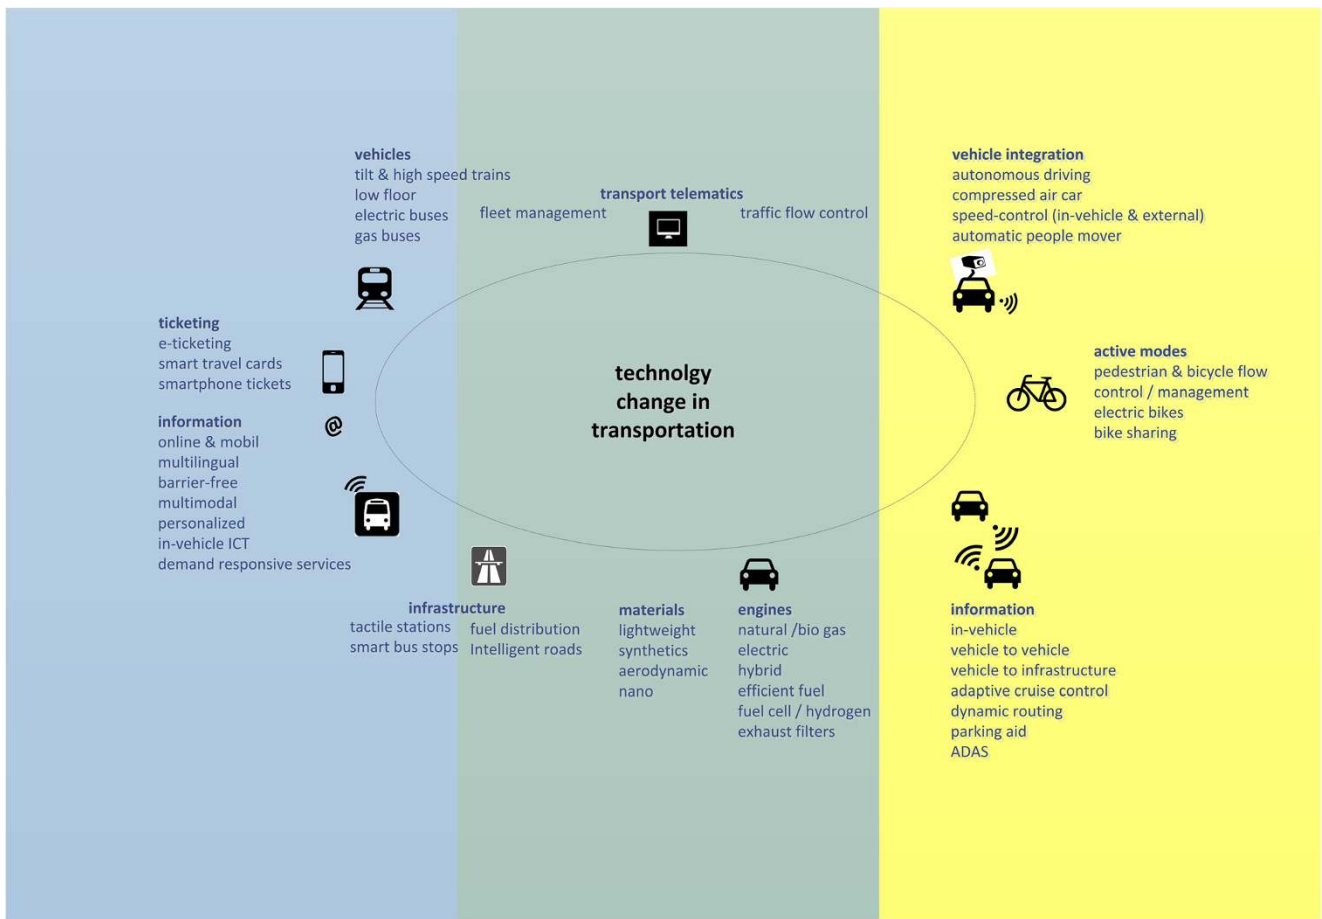 vehicles
tilt & high speed trains
low floor
electric buses
gas buses
transport telematics
fleet management
traffic flow control
vehicle integration
autonomous driving
compressed air car
speed-control (in-vehicle & external)
automatic people mover
ticketing
e-ticketing
smart travel cards
smartphone tickets
technolgy
change in
transportation
active modes
pedestrian & bicycle flow
control / management
electric bikes
bike sharing
information
online & mobil
multilingual
barrier-free
multimodal
personalized
in-vehicle ICT
demand responsive services
@
infrastructure
tactile stations
smart bus stops
fuel distribution
Intelligent roads
materials
lightweight
synthetics
aerodynamic
nano
engines
natural /bio gas
electric
hybrid
efficient fuel
fuel cell / hydrogen
exhaust filters
information
in-vehicle
vehicle to vehicle
vehicle to infrastructure
adaptive cruise control
dynamic routing
parking aid
ADAS